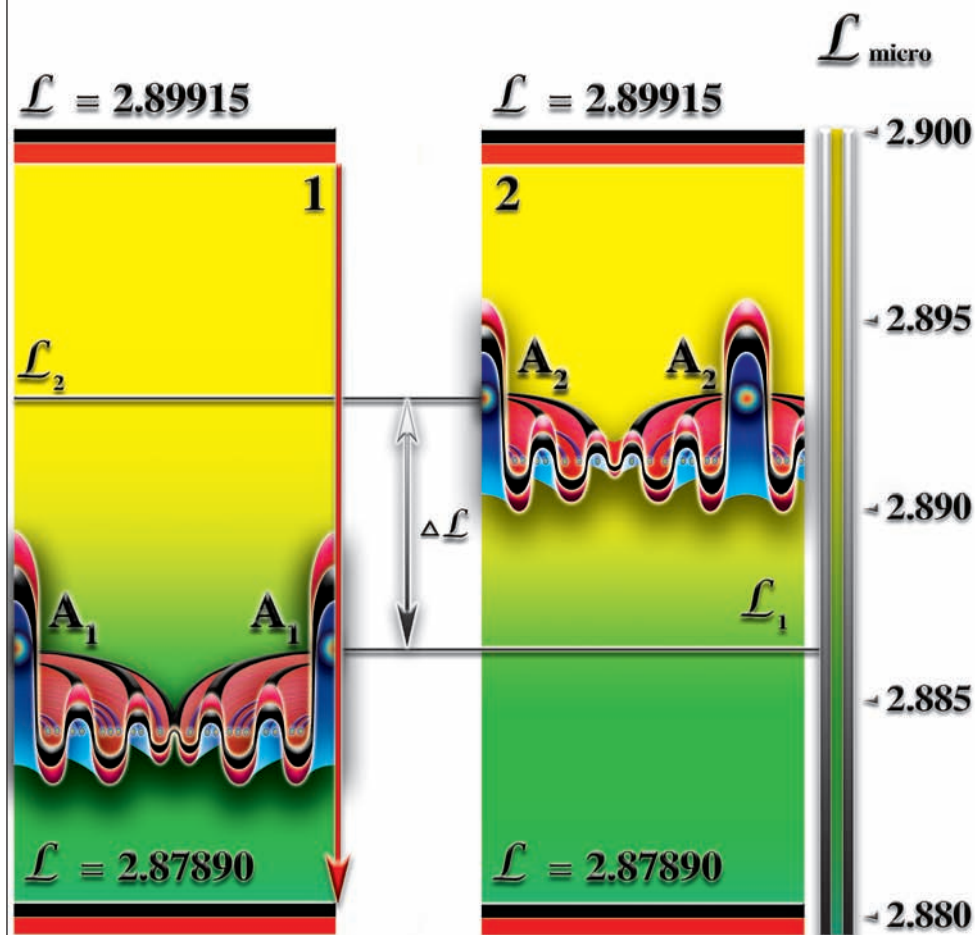 ℒ micro
ℒ = 2.89915
ℒ = 2.89915
2.900
1
2
2.895
ℒ₂
A₂
A₂
2.890
Δℒ
A₁
A₁
ℒ₁
2.885
ℒ = 2.87890
ℒ = 2.87890
2.880